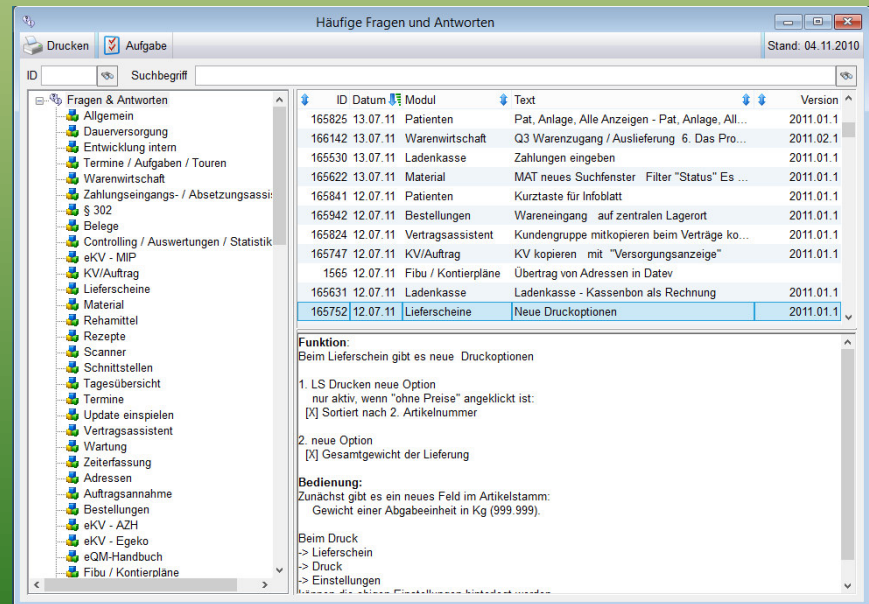 Häufige Fragen und Antworten
Drucken Aufgabe Stand: 04.11.2010
ID Suchbegriff
Fragen & Antworten
Allgemein
Dauerversorgung
Entwicklung intern
Termine / Aufgaben / Touren
Warenwirtschaft
Zahlungseingangs- / Absetzungsassi
§ 302
Belege
Controlling / Auswertungen / Statistik
eKV - MIP
KV/Auftrag
Lieferscheine
Material
Rehamittel
Rezepte
Scanner
Schnittstellen
Tagesübersicht
Termine
Update einspielen
Vertragsassistent
Wartung
Zeiterfassung
Adressen
Auftragsannahme
Bestellungen
eKV - AZH
eKV - Egeko
eQM-Handbuch
Fibu / Kontierpläne
ID Datum Modul Text Version
165825 13.07.11 Patienten Pat, Anlage, Alle Anzeigen - Pat, Anlage, All... 2011.01.1
166142 13.07.11 Warenwirtschaft Q3 Warenzugang / Auslieferung 6. Das Pro... 2011.02.1
165530 13.07.11 Ladenkasse Zahlungen eingeben 2011.01.1
165622 13.07.11 Material MAT neues Suchfenster Filter "Status" Es ... 2011.01.1
165841 12.07.11 Patienten Kurztaste für Infoblatt 2011.01.1
165942 12.07.11 Bestellungen Wareneingang auf zentralen Lagerort 2011.01.1
165824 12.07.11 Vertragsassistent Kundengruppe mitkopieren beim Verträge ko... 2011.01.1
165747 12.07.11 KV/Auftrag KV kopieren mit "Versorgungsanzeige" 2011.01.1
1565 12.07.11 Fibu / Kontierpläne Übertrag von Adressen in Datev
165631 12.07.11 Ladenkasse Ladenkasse - Kassenbon als Rechnung 2011.01.1
165752 12.07.11 Lieferscheine Neue Druckoptionen 2011.01.1
Funktion:
Beim Lieferschein gibt es neue Druckoptionen
1. LS Drucken neue Option
nur aktiv, wenn "ohne Preise" angeklickt ist:
[X] Sortiert nach 2. Artikelnummer
2. neue Option
[X] Gesamtgewicht der Lieferung
Bedienung:
Zunächst gibt es ein neues Feld im Artikelstamm:
Gewicht einer Abgabeeinheit in Kg (999.999).
Beim Druck
-> Lieferschein
-> Druck
-> Einstellungen